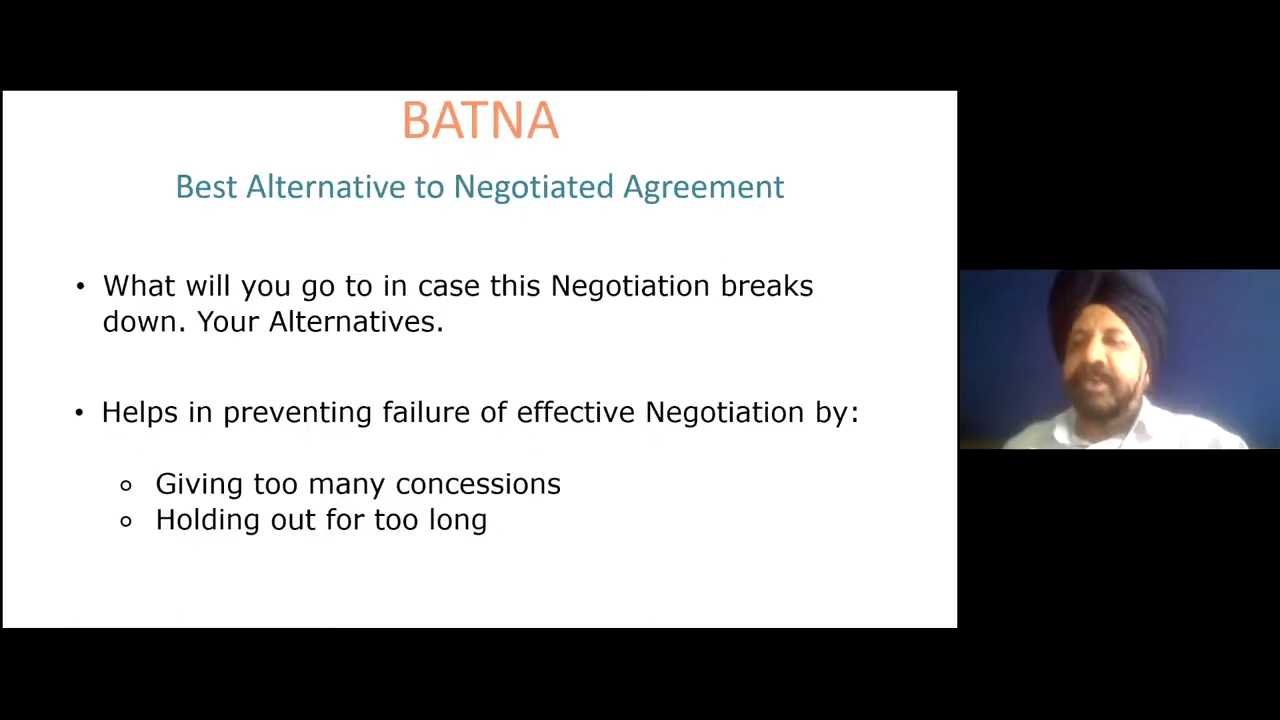 BATNA
Best Alternative to Negotiated Agreement
• What will you go to in case this Negotiation breaks
down. Your Alternatives.
• Helps in preventing failure of effective Negotiation by:
o Giving too many concessions
o Holding out for too long